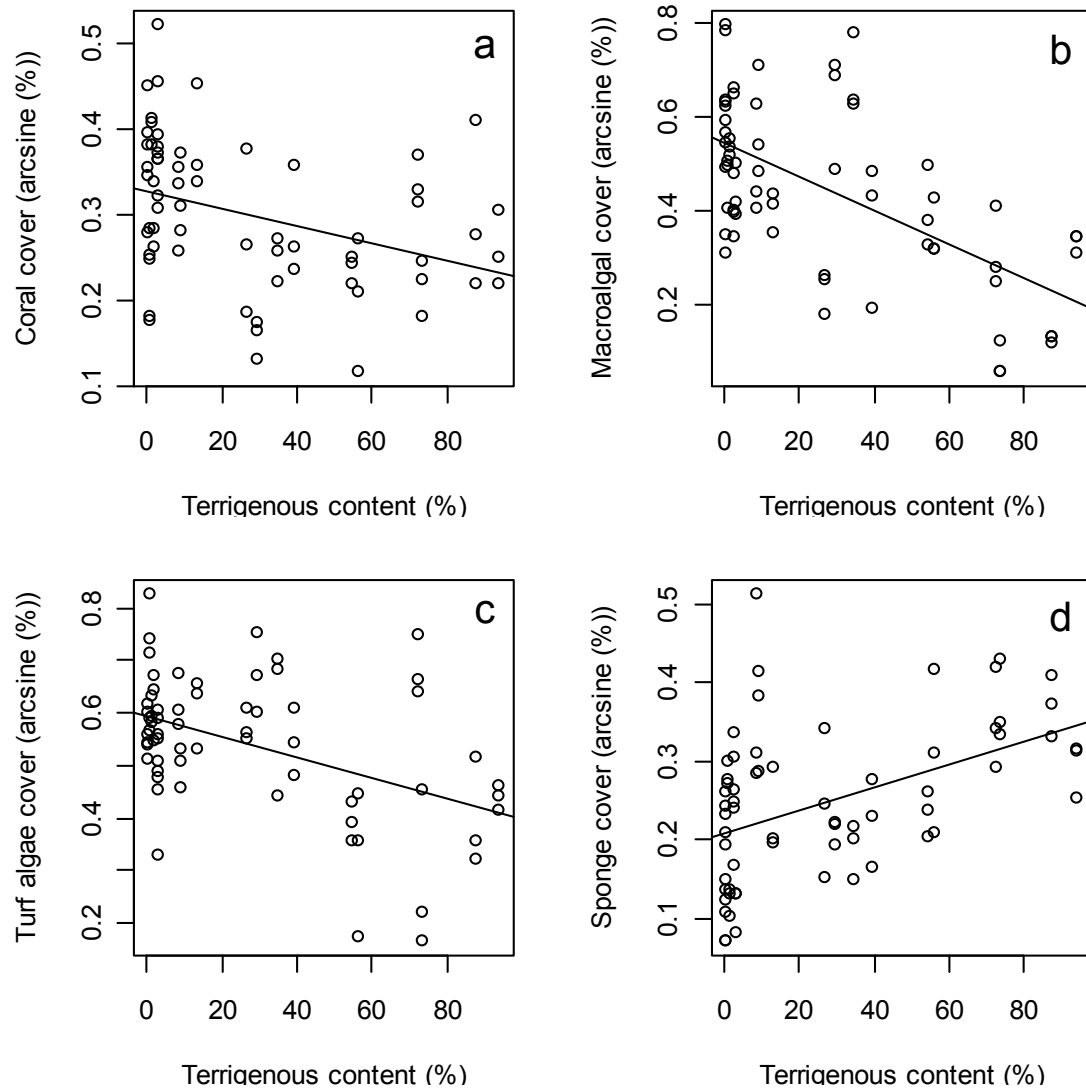 a
Coral cover (arcsine (%))
0.5
0.4
0.3
0.2
0.1
0 20 40 60 80
Terrigenous content (%)
b
Macroalgal cover (arcsine (%))
0.8
0.6
0.4
0.2
0 20 40 60 80
Terrigenous content (%)
c
Turf algae cover (arcsine (%))
0.8
0.6
0.4
0.2
0 20 40 60 80
Terrigenous content (%)
d
Sponge cover (arcsine (%))
0.5
0.4
0.3
0.2
0.1
0 20 40 60 80
Terrigenous content (%)